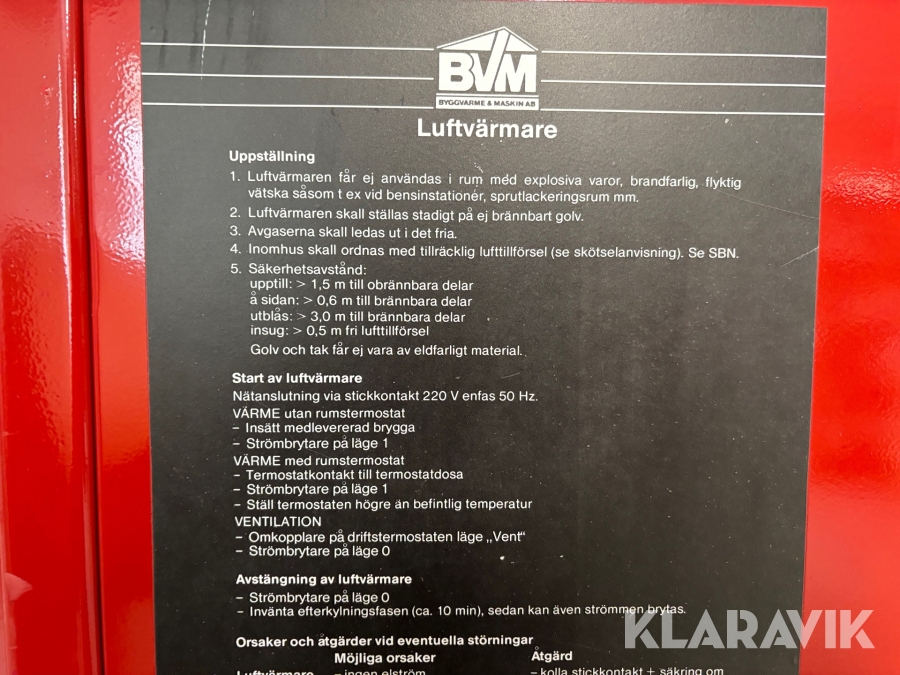 BVM
BYGGVÄRME & MASKIN AB
Luftvärmare
Uppställning
1. Luftvärmaren får ej användas i rum med explosiva varor, brandfarlig, flyktig
vätska såsom t ex vid bensinstationer, sprutlackeringsrum mm.
2. Luftvärmaren skall ställas stadigt på ej brännbart golv.
3. Avgaserna skall ledas ut i det fria.
4. Inomhus skall ordnas med tillräcklig lufttillförsel (se skötselanvisning). Se SBN.
5. Säkerhetsavstånd:
upptill: > 1,5 m till obrännbara delar
å sidan: > 0,6 m till brännbara delar
utblås: > 3,0 m till brännbara delar
insug: > 0,5 m fri lufttillförsel
Golv och tak får ej vara av eldfarligt material.
Start av luftvärmare
Nätanslutning via stickkontakt 220 V enfas 50 Hz.
VÄRME utan rumstermostat
– Insätt medlevererad brygga
– Strömbrytare på läge 1
VÄRME med rumstermostat
– Termostatkontakt till termostatdosa
– Strömbrytare på läge 1
– Ställ termostaten högre än befintlig temperatur
VENTILATION
– Omkopplare på driftstermostaten läge „Vent"
– Strömbrytare på läge 0
Avstängning av luftvärmare
– Strömbrytare på läge 0
– Invänta efterkylningsfasen (ca. 10 min), sedan kan även strömmen brytas.
Orsaker och åtgärder vid eventuella störningar
Möjliga orsaker Åtgärd
Luftvärmare – ingen elström – kolla stickkontakt + säkring om
KLARAVIK